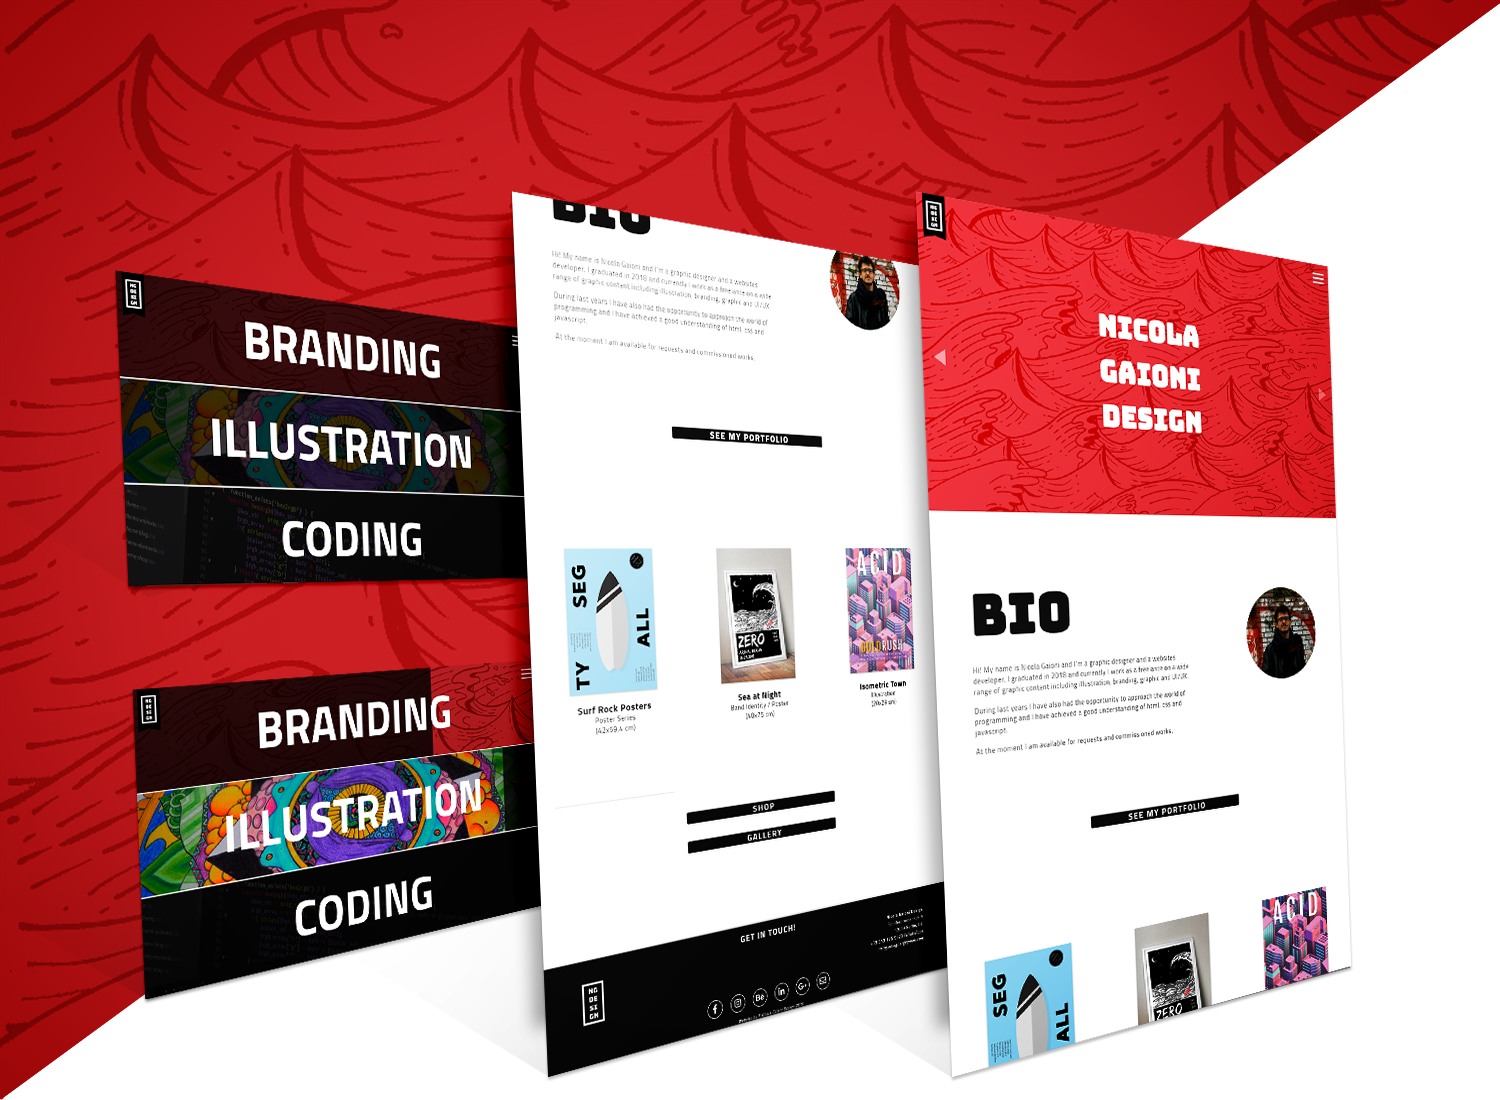 NG
DE
SI
GN
BRANDING
ILLUSTRATION
CODING
NG
DE
SI
GN
BRANDING
ILLUSTRATION
CODING
BIO
Hi! My name is Nicola Gaioni and I'm a graphic designer and a websites
developer. I graduated in 2018 and currently I work as a freelance on a wide
range of graphic content including illustration, branding, graphic and UI/UX.
During last years I have also had the opportunity to approach the world of
programming and I have achieved a good understanding of html, css and
javascript.
At the moment I am available for requests and commissioned works.
SEE MY PORTFOLIO
SEG
ALL
TY
Surf Rock Posters
Poster Series
(42x59,4 cm)
ZERO
Sea at Night
Band Identity / Poster
ACID
COLORUSH
Isometric Town
Illustration
SHOP
GALLERY
GET IN TOUCH!
NG
DE
SI
GN
f
Bē
in
G+
NG
DE
SI
GN
NICOLA
GAIONI
DESIGN
BIO
Hi! My name is Nicola Gaioni and I'm a graphic designer and a websites
developer. I graduated in 2018 and currently I work as a freelance on a wide
range of graphic content including illustration, branding, graphic and UI/UX.
During last years I have also had the opportunity to approach the world of
programming and I have achieved a good understanding of html, css and
javascript.
At the moment I am available for requests and commissioned works.
SEE MY PORTFOLIO
SEG
ALL
ZERO
ACID